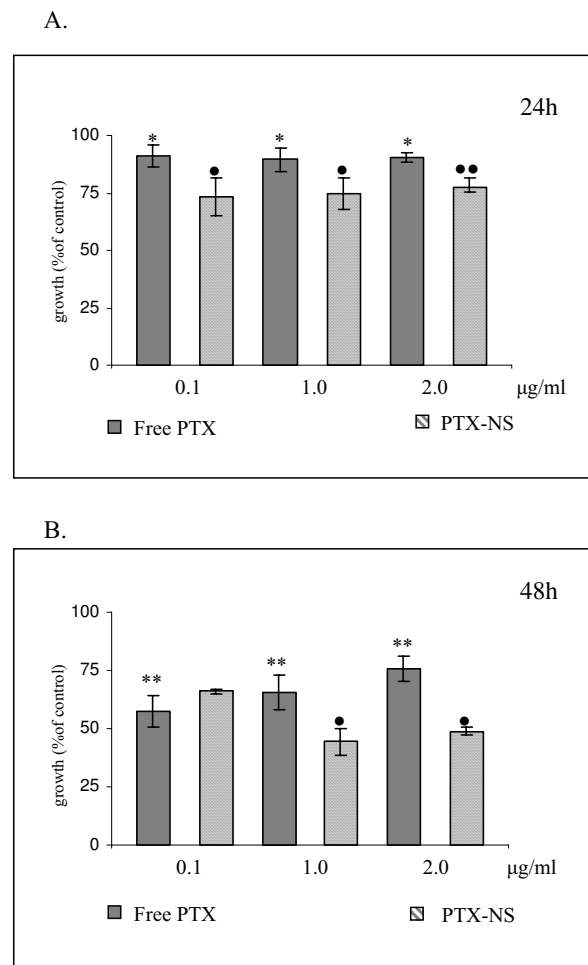 A.
24h
100
75
50
25
0
growth (%of control)
* * *
● ● ●●
0.1 1.0 2.0 μg/ml
Free PTX PTX-NS
B.
48h
100
75
50
25
0
growth (%of control)
** ** **
● ●
0.1 1.0 2.0 μg/ml
Free PTX PTX-NS